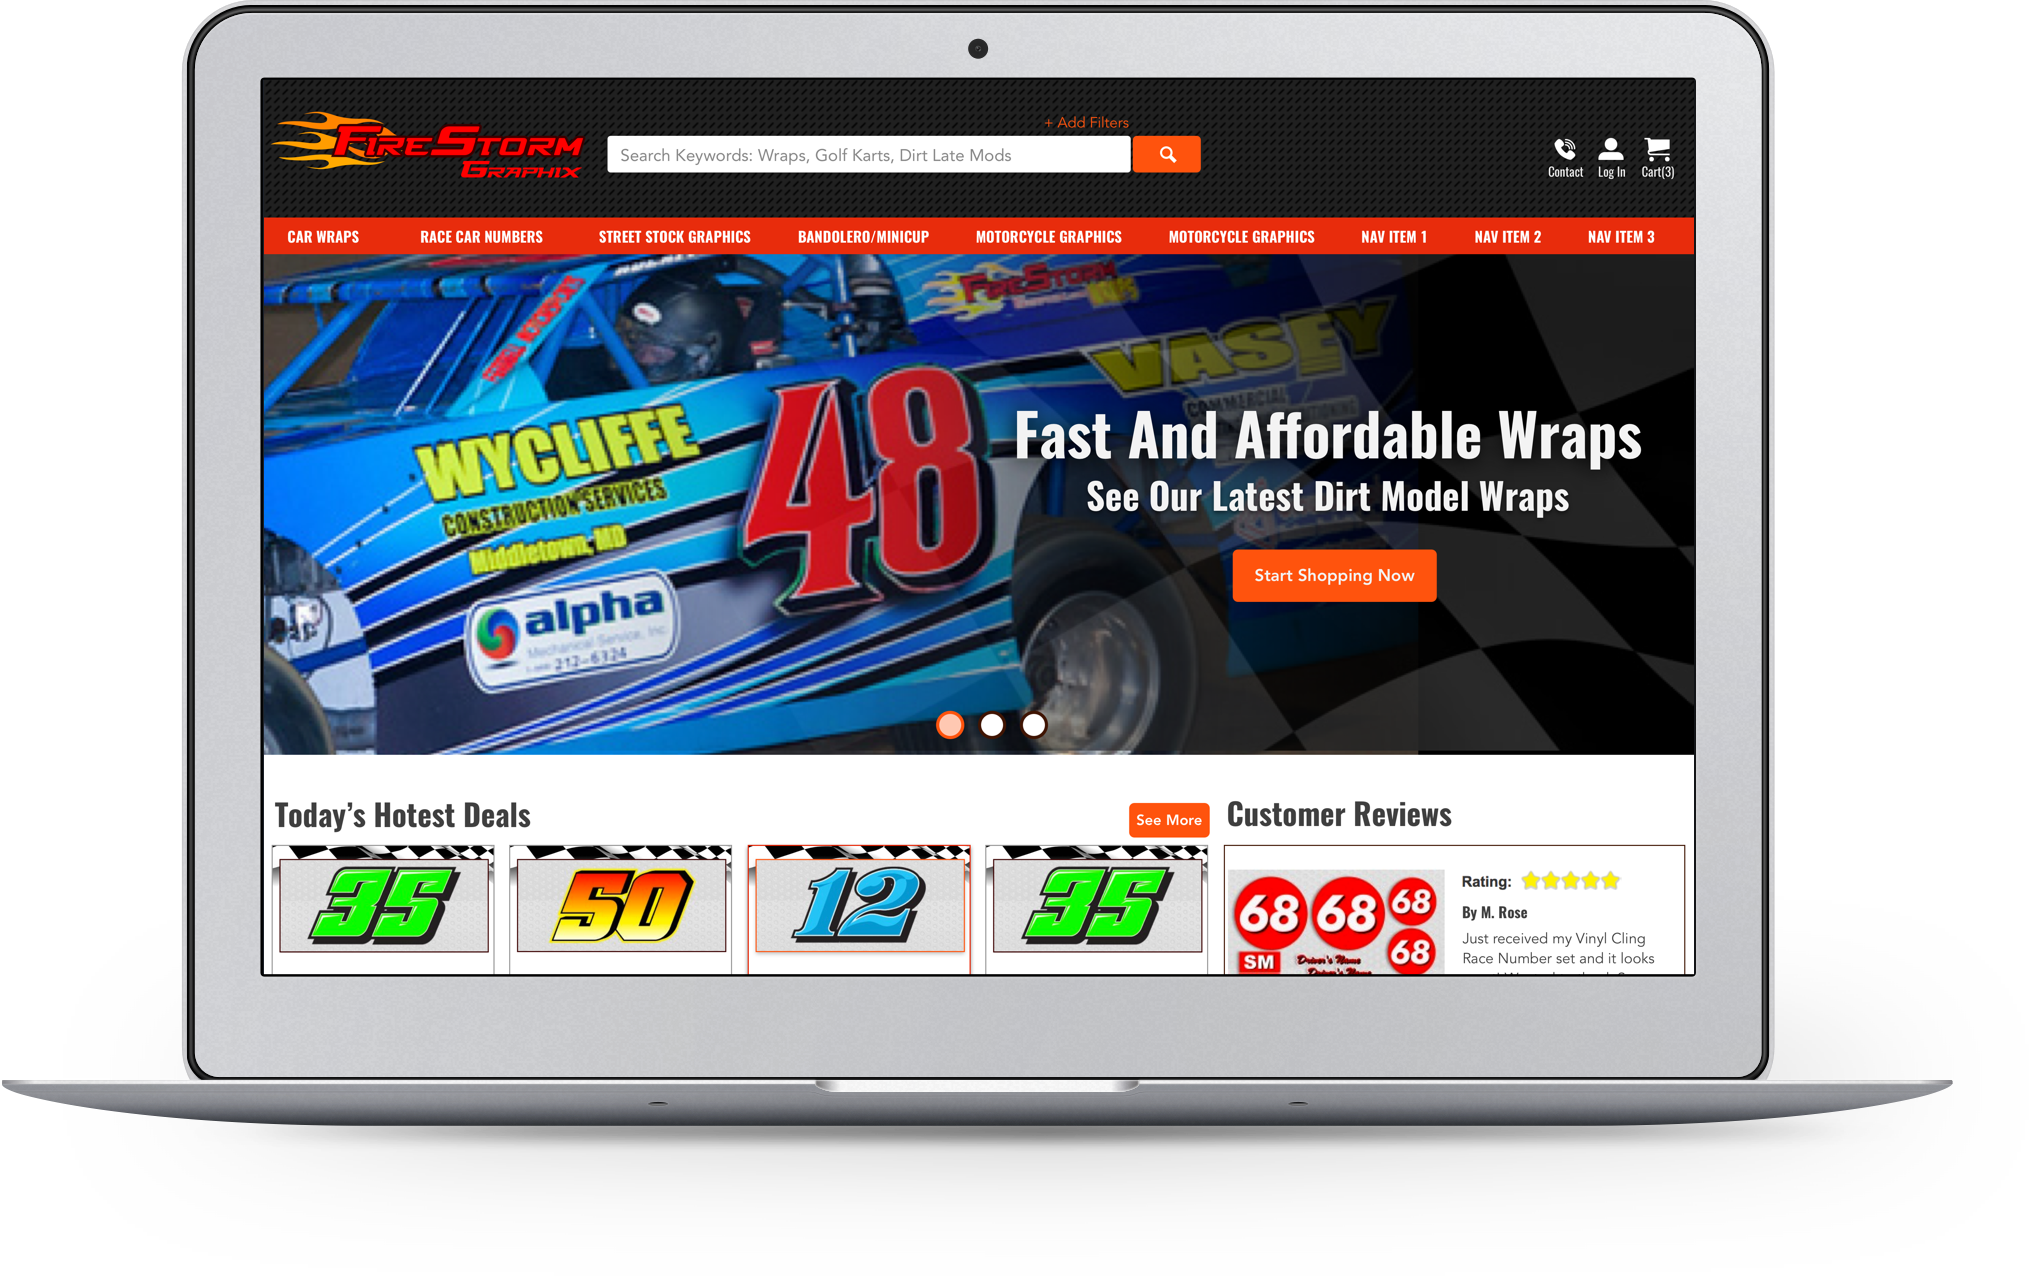 FireStorm
Graphix
+ Add Filters
Search Keywords: Wraps, Golf Karts, Dirt Late Mods
Contact
Log In
Cart(3)
CAR WRAPS
RACE CAR NUMBERS
STREET STOCK GRAPHICS
BANDOLERO/MINICUP
MOTORCYCLE GRAPHICS
MOTORCYCLE GRAPHICS
NAV ITEM 1
NAV ITEM 2
NAV ITEM 3
FireStorm
VASEY
COMMERCIAL
WYCLIFFE
CONSTRUCTION SERVICES
Middletown, MD
48
alpha
Mechanical Service, Inc.
212-6324
Fast And Affordable Wraps
See Our Latest Dirt Model Wraps
Start Shopping Now
Today's Hotest Deals
See More
Customer Reviews
35
50
12
35
68 68 68
68
SM
Driver's Name
Driver's Name
Rating:
By M. Rose
Just received my Vinyl Cling
Race Number set and it looks